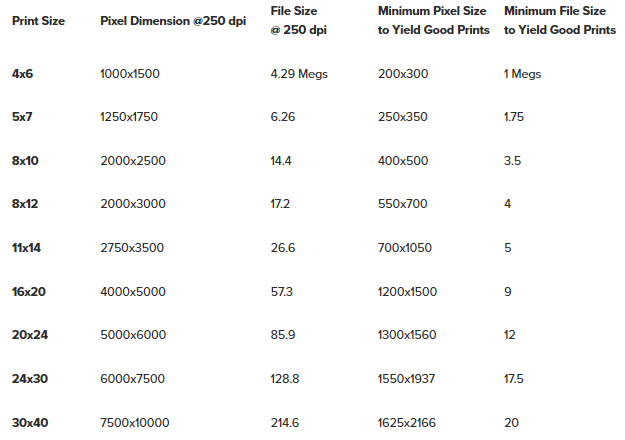 Print Size Pixel Dimension @250 dpi File Size @ 250 dpi Minimum Pixel Size to Yield Good Prints Minimum File Size to Yield Good Prints
4x6 1000x1500 4.29 Megs 200x300 1 Megs
5x7 1250x1750 6.26 250x350 1.75
8x10 2000x2500 14.4 400x500 3.5
8x12 2000x3000 17.2 550x700 4
11x14 2750x3500 26.6 700x1050 5
16x20 4000x5000 57.3 1200x1500 9
20x24 5000x6000 85.9 1300x1560 12
24x30 6000x7500 128.8 1550x1937 17.5
30x40 7500x10000 214.6 1625x2166 20